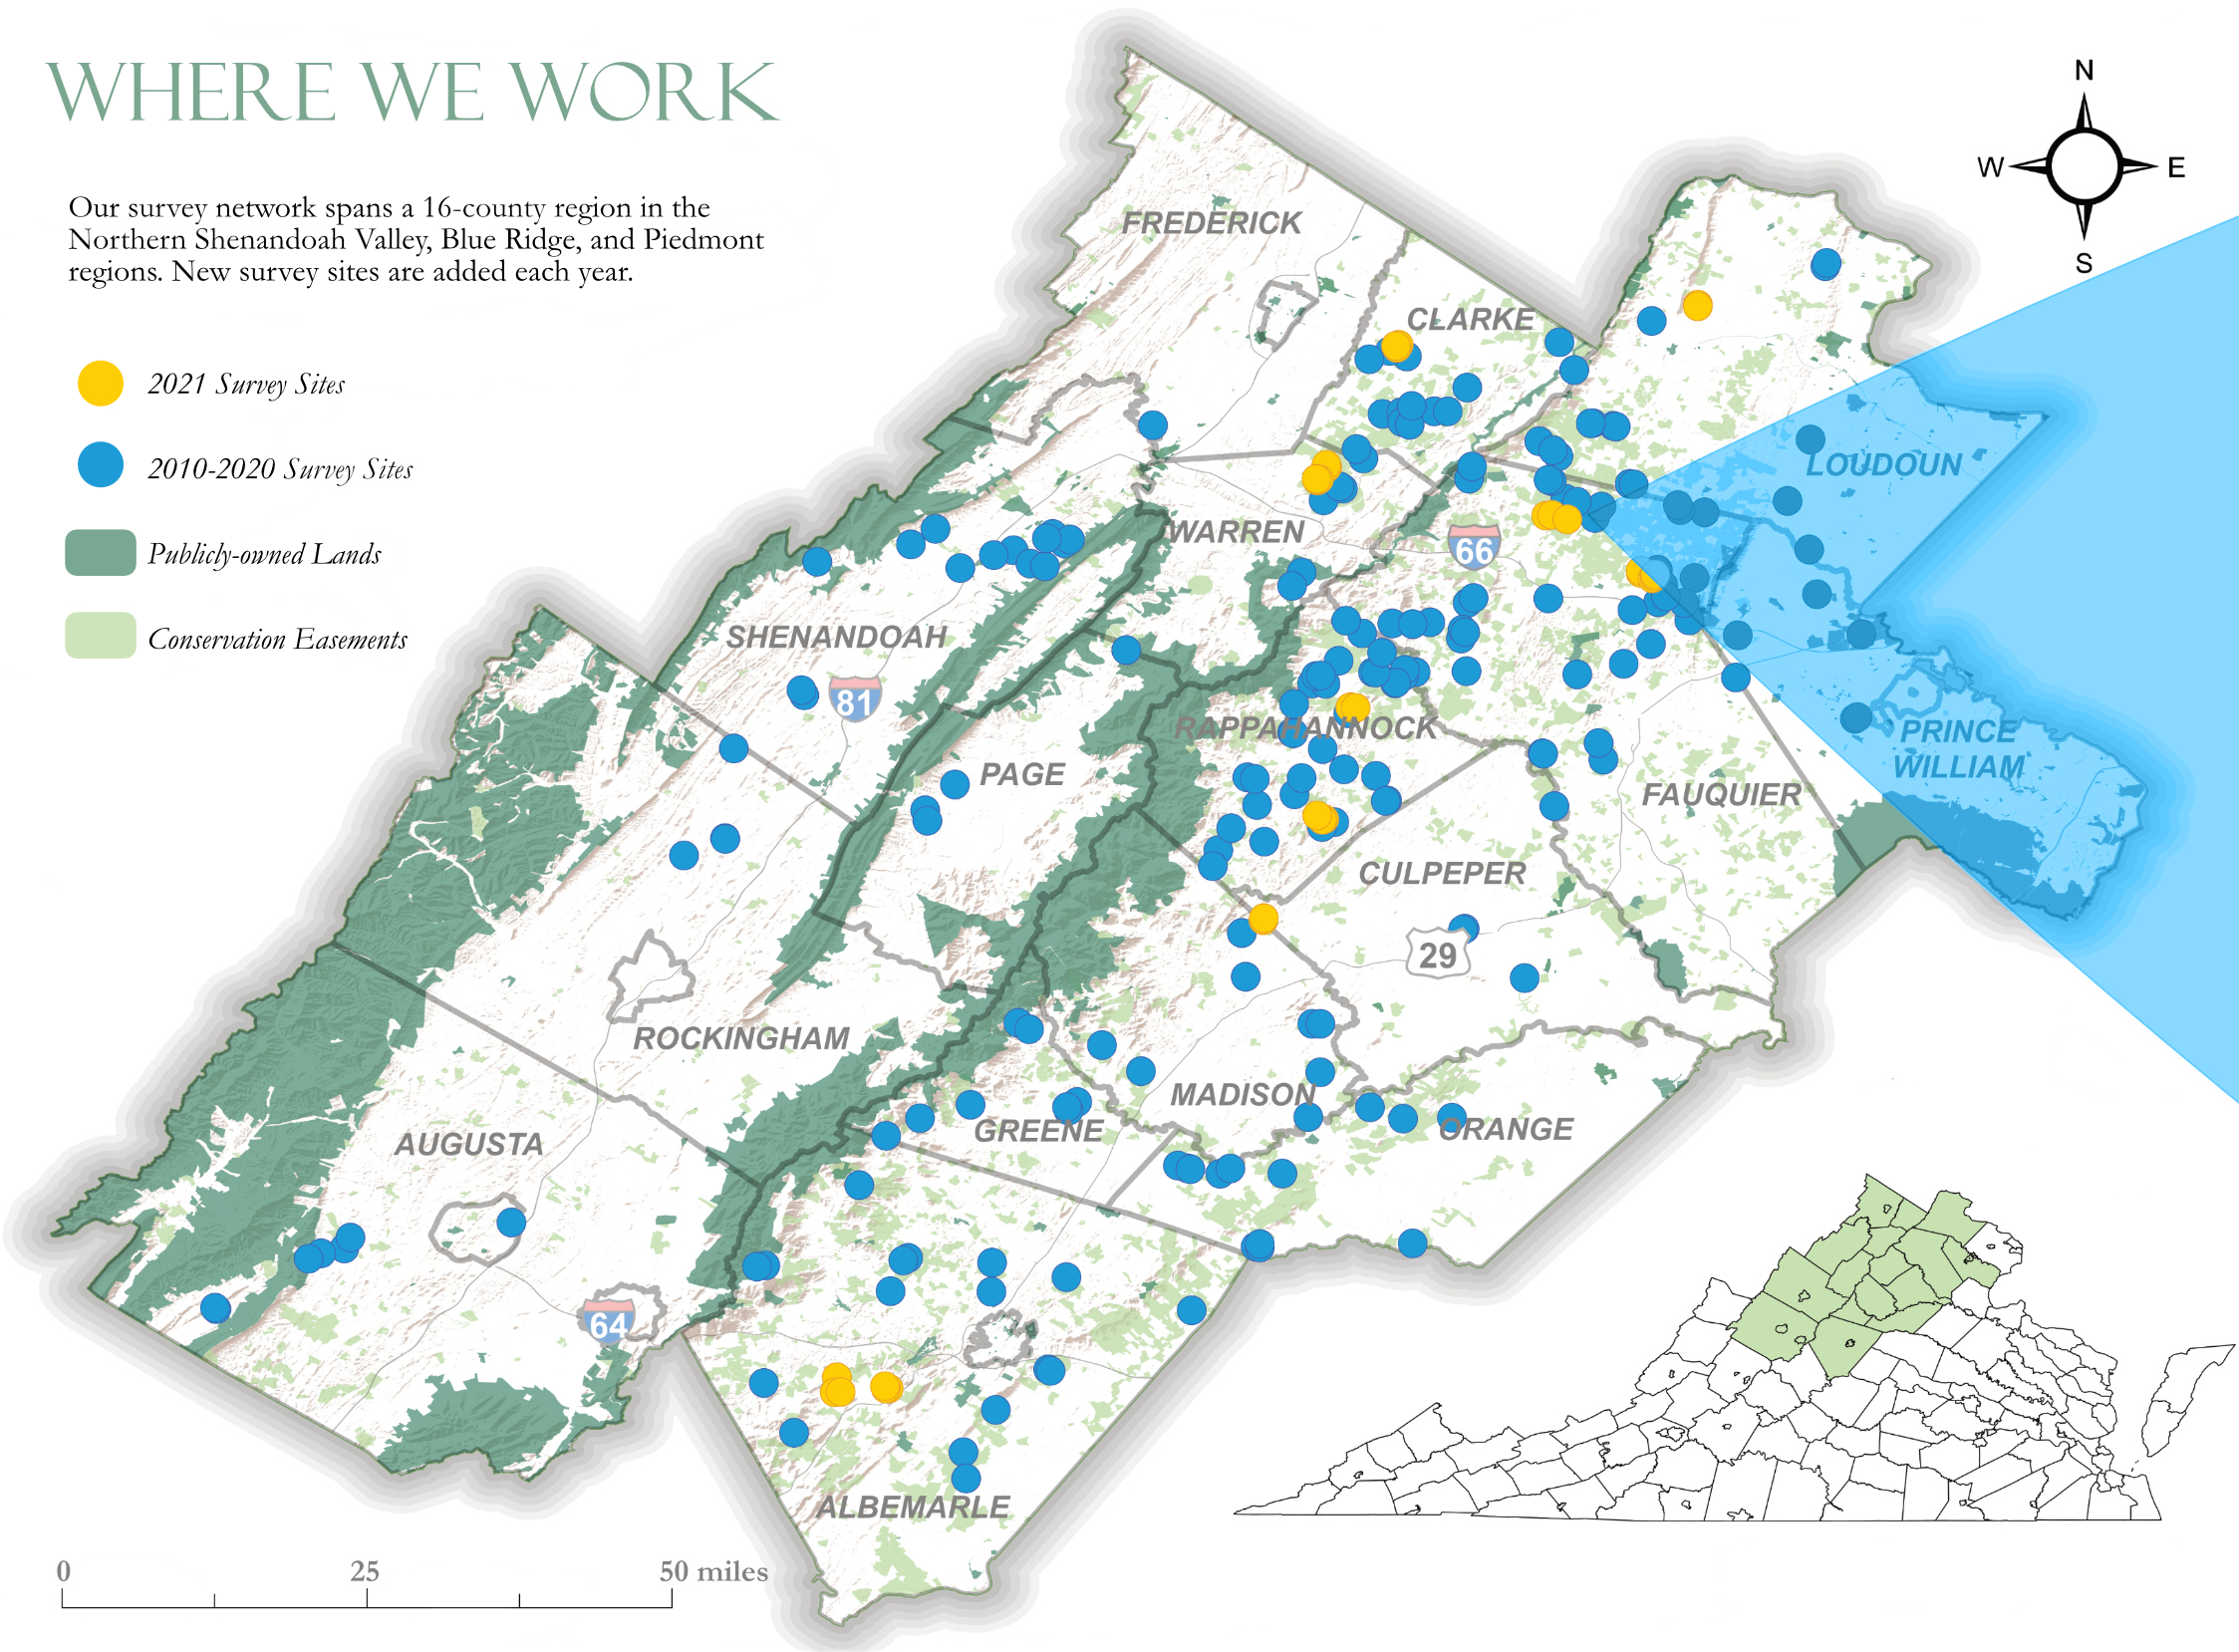 WHERE WE WORK
Our survey network spans a 16-county region in the
Northern Shenandoah Valley, Blue Ridge, and Piedmont
regions. New survey sites are added each year.
2021 Survey Sites
2010-2020 Survey Sites
Publicly-owned Lands
Conservation Easements
N
W
E
S
FREDERICK
CLARKE
LOUDOUN
WARREN
66
SHENANDOAH
81
RAPPAHANNOCK
PRINCE
WILLIAM
PAGE
FAUQUIER
CULPEPER
29
ROCKINGHAM
MADISON
GREENE
ORANGE
AUGUSTA
64
ALBEMARLE
0
25
50 miles